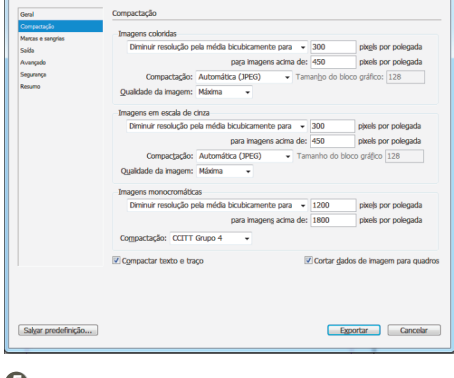 Geral
Compactação
Marcas e sangrias
Saída
Avançado
Segurança
Resumo
Compactação
Imagens coloridas
Diminuir resolução pela média bicubicamente para 300 pixels por polegada
para imagens acima de: 450 pixels por polegada
Compactação: Automática (JPEG) Tamanho do bloco gráfico: 128
Qualidade da imagem: Máxima
Imagens em escala de cinza
Diminuir resolução pela média bicubicamente para 300 pixels por polegada
para imagens acima de: 450 pixels por polegada
Compactação: Automática (JPEG) Tamanho do bloco gráfico 128
Qualidade da imagem: Máxima
Imagens monocromáticas
Diminuir resolução pela média bicubicamente para 1200 pixels por polegada
para imagens acima de: 1800 pixels por polegada
Compactação: CCITT Grupo 4
Compactar texto e traço Cortar dados de imagem para quadros
Salvar predefinição... Exportar Cancelar